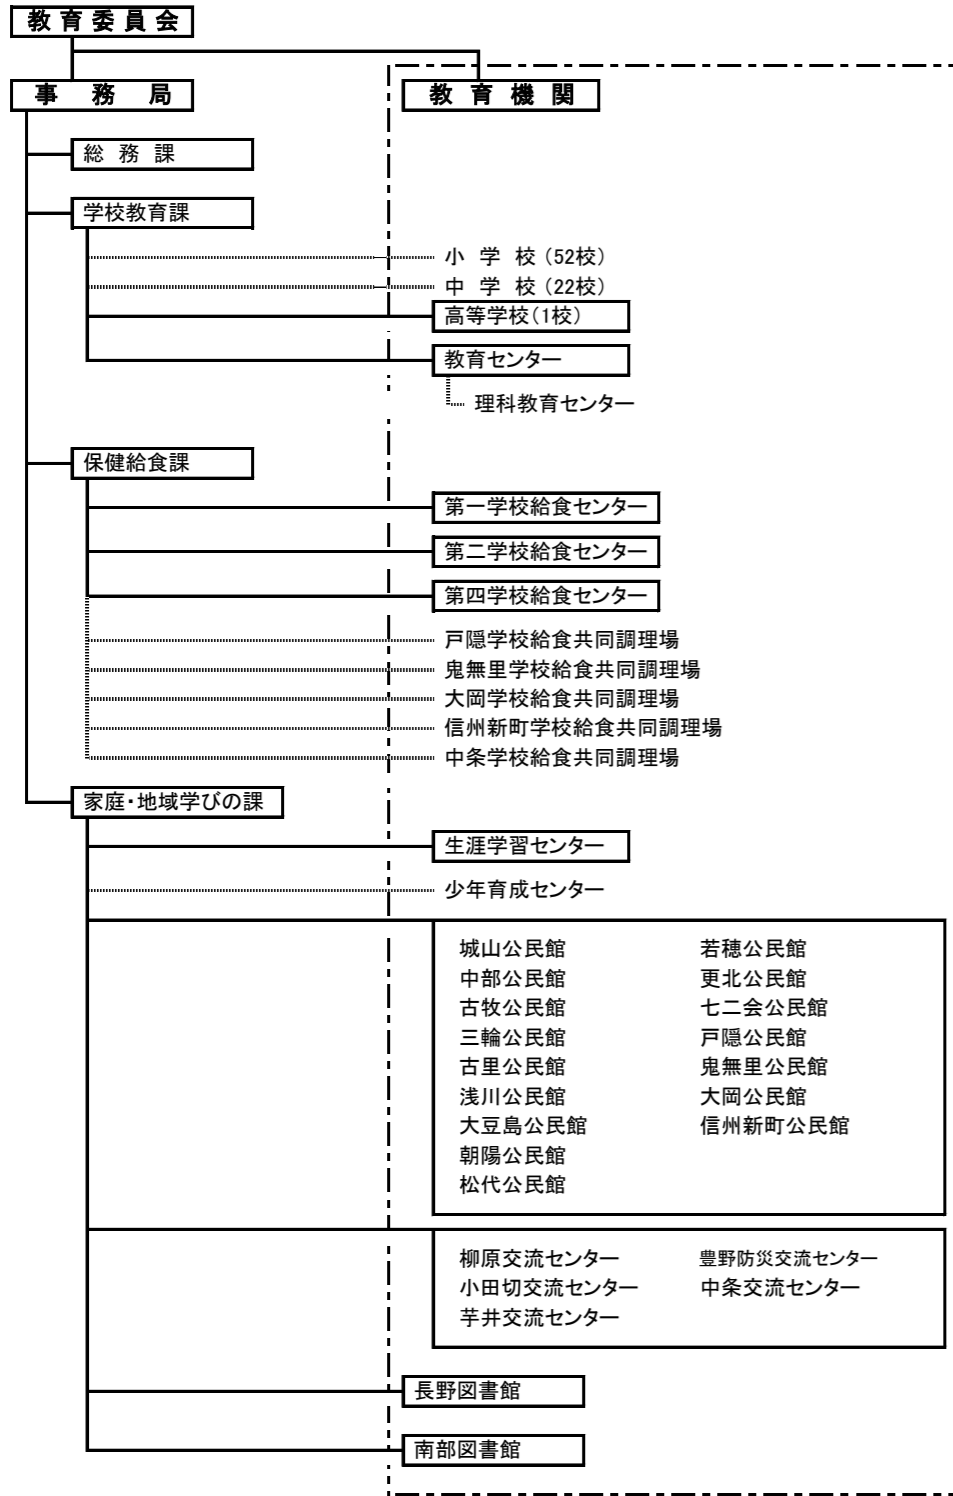 教育委員会
事務局
教育機関
総務課
学校教育課
小学校(52校)
中学校(22校)
高等学校(1校)
教育センター
理科教育センター
保健給食課
第一学校給食センター
第二学校給食センター
第四学校給食センター
戸隠学校給食共同調理場
鬼無里学校給食共同調理場
大岡学校給食共同調理場
信州新町学校給食共同調理場
中条学校給食共同調理場
家庭・地域学びの課
生涯学習センター
少年育成センター
城山公民館
中部公民館
古牧公民館
三輪公民館
古里公民館
浅川公民館
大豆島公民館
朝陽公民館
松代公民館
若穂公民館
更北公民館
七二会公民館
戸隠公民館
鬼無里公民館
大岡公民館
信州新町公民館
柳原交流センター
小田切交流センター
芋井交流センター
豊野防災交流センター
中条交流センター
長野図書館
南部図書館